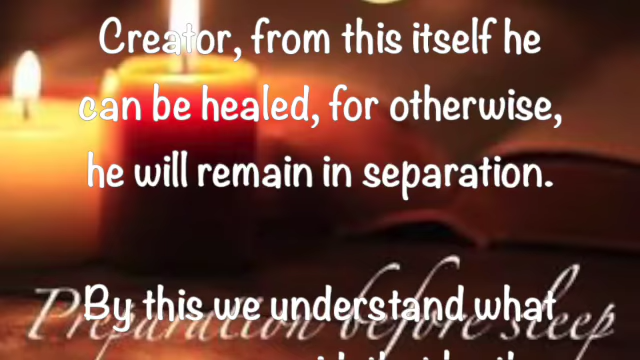 Creator, from this itself he
can be healed, for otherwise,
he will remain in separation.
By this we understand what
Preparation before sleep